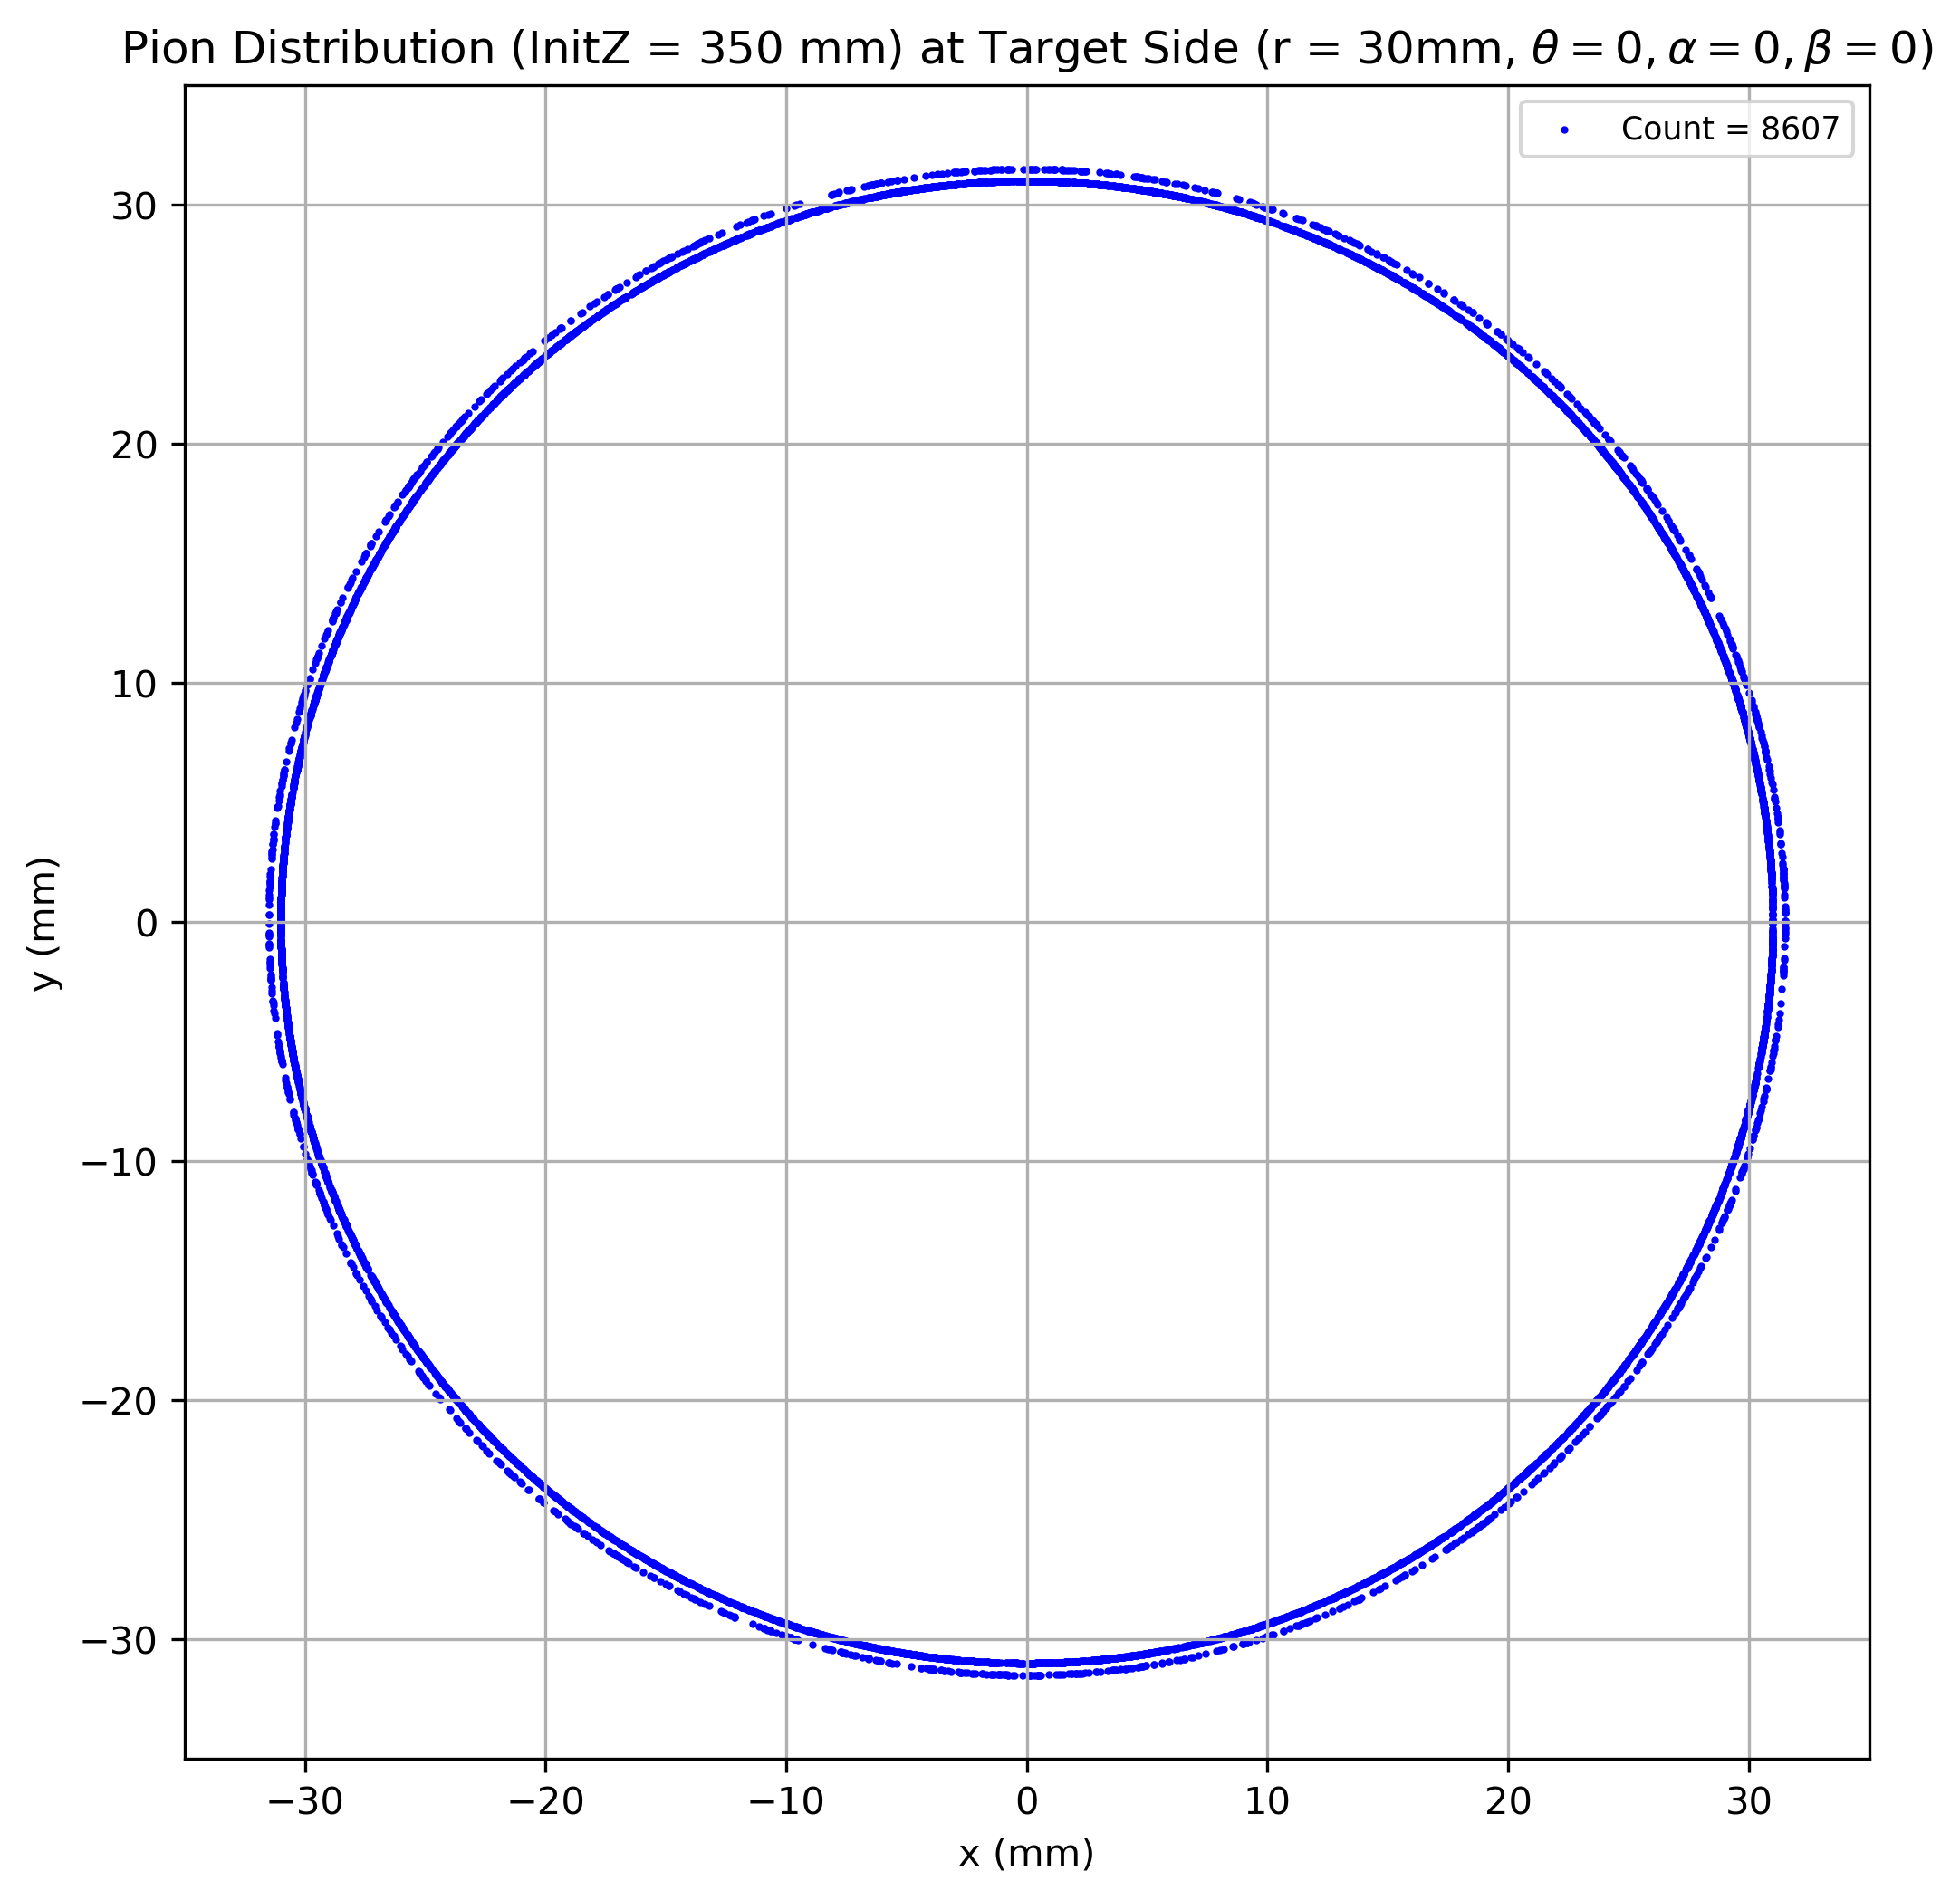 Pion Distribution (InitZ = 350 mm) at Target Side (r = 30mm, θ = 0, α = 0, β = 0)
Count = 8607
30
20
10
0
−10
−20
−30
y (mm)
−30 −20 −10 0 10 20 30
x (mm)